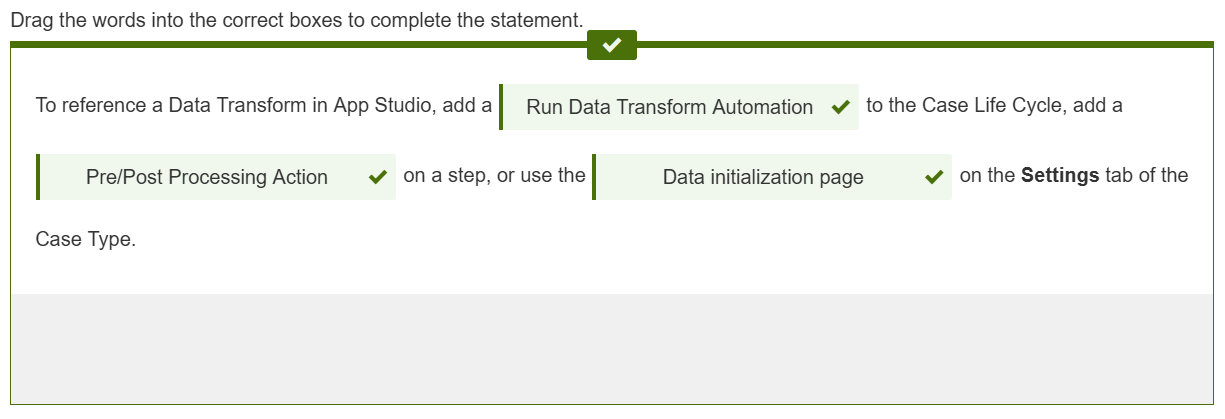 Drag the words into the correct boxes to complete the statement.
To reference a Data Transform in App Studio, add a Run Data Transform Automation to the Case Life Cycle, add a
Pre/Post Processing Action on a step, or use the Data initialization page on the Settings tab of the
Case Type.